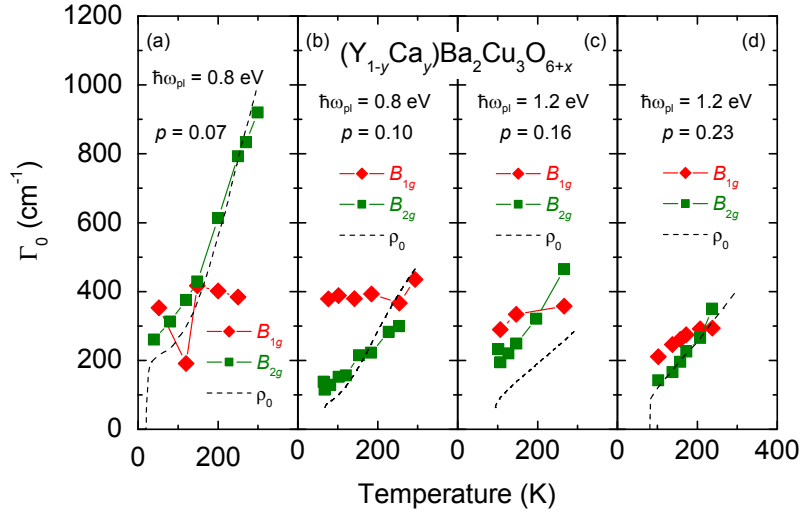 (a) (b) (c) (d)
(Y₁₋yCay)Ba₂Cu₃O₆₊ₓ
ħωpl = 0.8 eV
p = 0.07
ħωpl = 0.8 eV
p = 0.10
ħωpl = 1.2 eV
p = 0.16
ħωpl = 1.2 eV
p = 0.23
B1g
B2g
ρ0
B1g
B2g
ρ0
B1g
B2g
ρ0
B1g
B2g
ρ0
1200
1000
800
600
400
200
0
Γ0 (cm⁻¹)
200 200 200 0 200 400
Temperature (K)